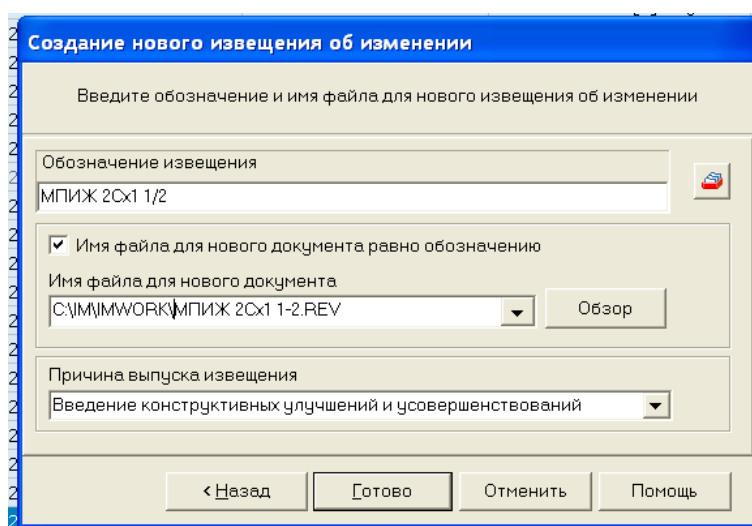 Создание нового извещения об изменении
Введите обозначение и имя файла для нового извещения об изменении
Обозначение извещения
МПИЖ 2Сх1 1/2
Имя файла для нового документа равно обозначению
Имя файла для нового документа
C:\IM\IMWORK\МПИЖ 2Сх1 1-2.REV
Обзор
Причина выпуска извещения
Введение конструктивных улучшений и усовершенствований
< Назад Готово Отменить Помощь